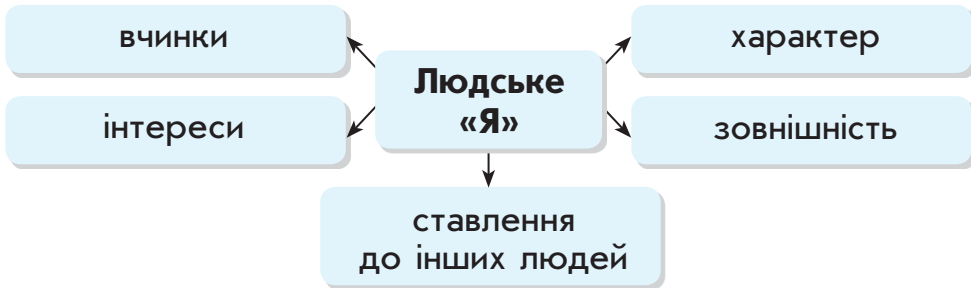 вчинки
Людське
«Я»
характер
інтереси
зовнішність
ставлення
до інших людей